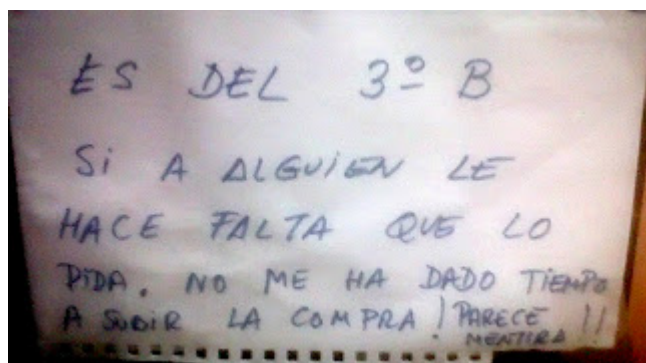 ES DEL 3º B
Si A ALGUiEN LE
HACE FALTA QUE LO
PIDA. NO ME HA DADO TiEMPO
A SUBIR LA COMPRA ! PARECE
MENTIRA !!